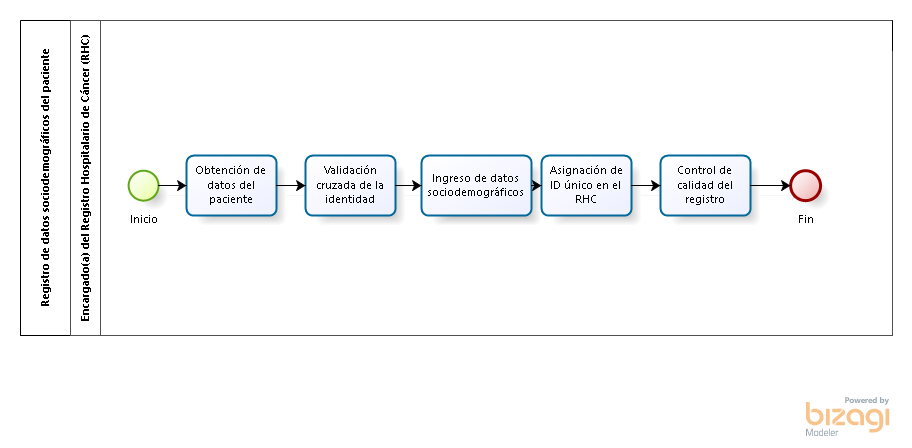 Registro de datos sociodemográficos del paciente
Encargado(a) del Registro Hospitalario de Cáncer (RHC)
Inicio
Obtención de
datos del
paciente
Validación
cruzada de la
identidad
Ingreso de datos
sociodemográficos
Asignación de
ID único en el
RHC
Control de
calidad del
registro
Fin
Powered by
bizagi
Modeler